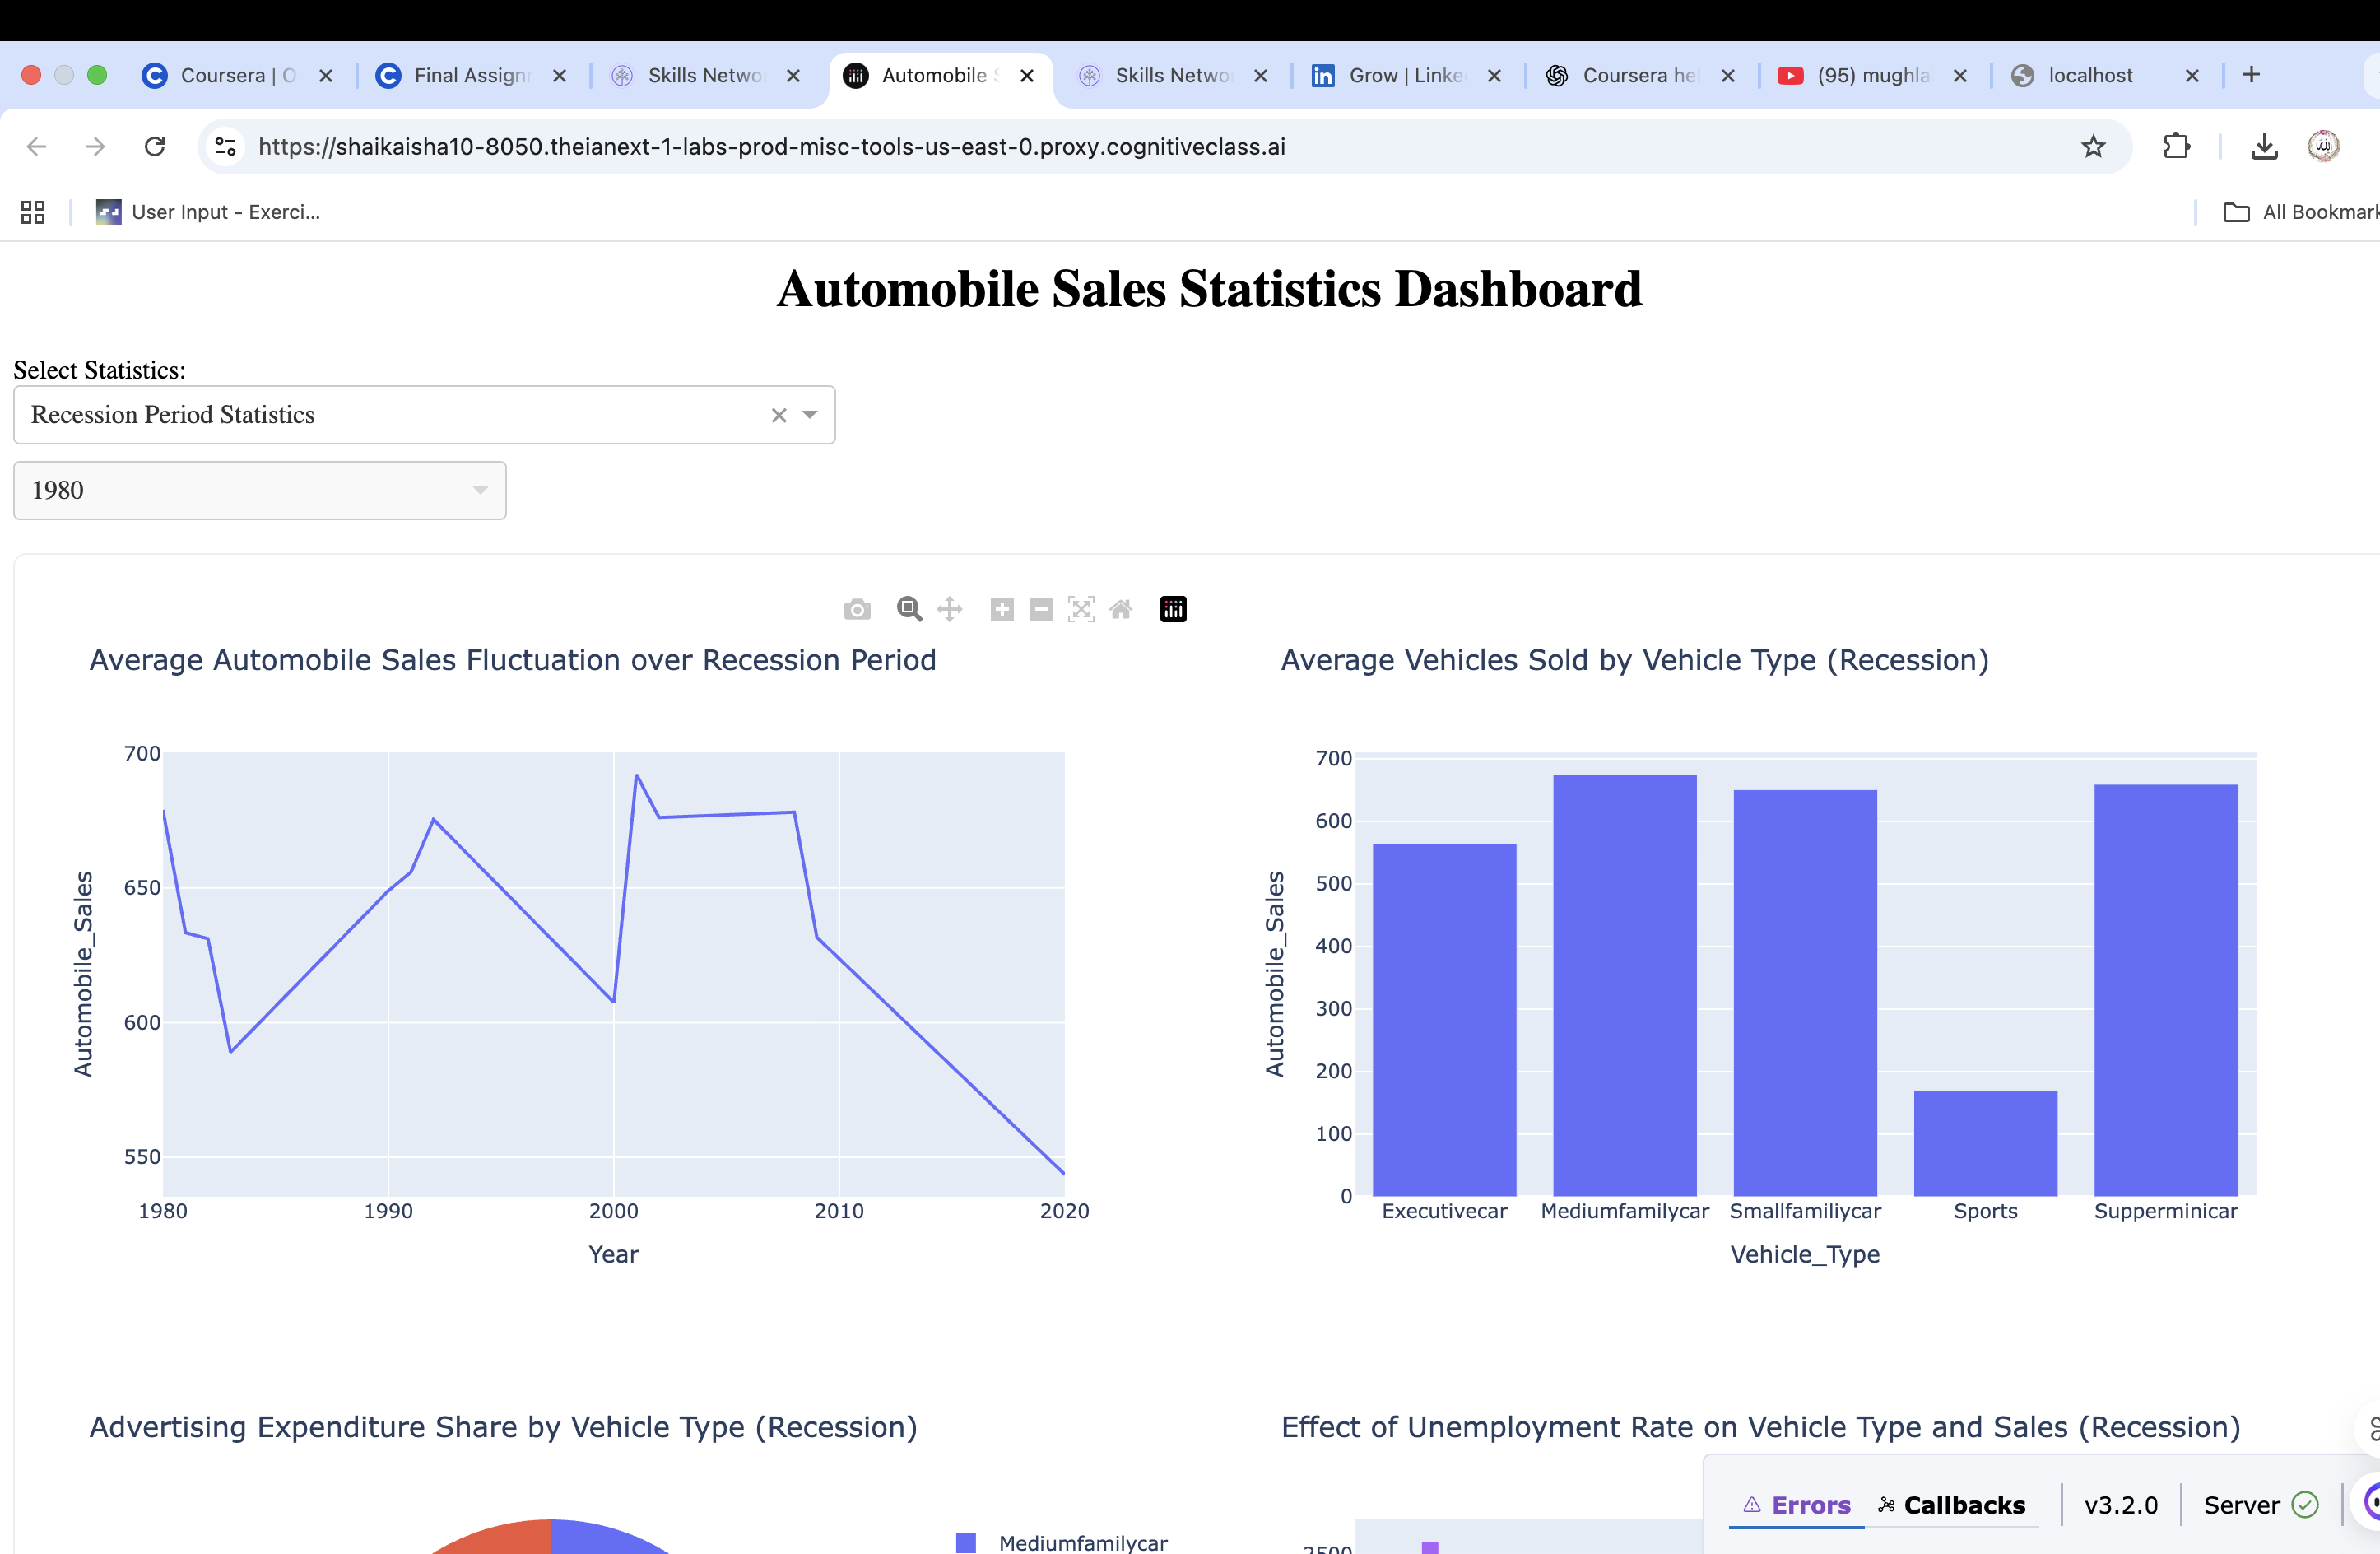 Coursera | O
Final Assignm
Skills Networ
Automobile S
Skills Networ
Grow | Linke
Coursera hel
(95) mughla
localhost
https://shaikaisha10-8050.theianext-1-labs-prod-misc-tools-us-east-0.proxy.cognitiveclass.ai
User Input - Exerci...
All Bookmark
Automobile Sales Statistics Dashboard
Select Statistics:
Recession Period Statistics
1980
Average Automobile Sales Fluctuation over Recession Period
700
650
600
550
Automobile_Sales
1980
1990
2000
2010
2020
Year
Average Vehicles Sold by Vehicle Type (Recession)
700
600
500
400
300
200
100
0
Automobile_Sales
Executivecar
Mediumfamilycar
Smallfamiliycar
Sports
Supperminicar
Vehicle_Type
Advertising Expenditure Share by Vehicle Type (Recession)
Mediumfamilycar
Effect of Unemployment Rate on Vehicle Type and Sales (Recession)
2500
Errors
Callbacks
v3.2.0
Server